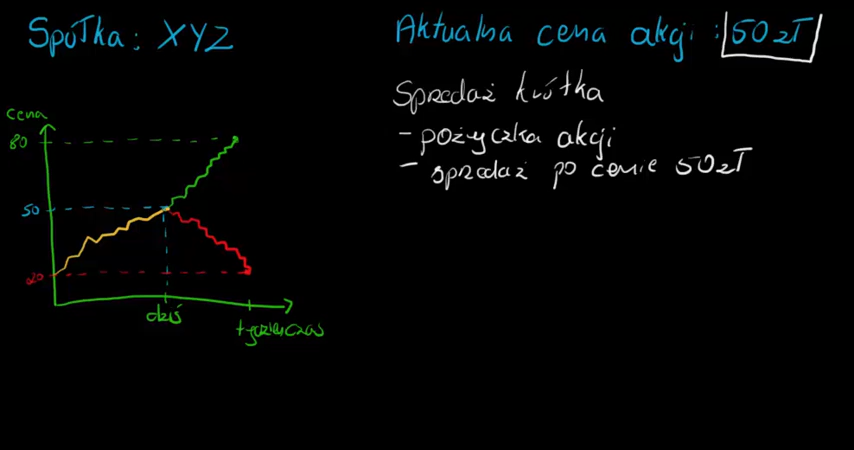 Spółka: XYZ
Aktualna cena akcji: 50 zł
Sprzedaż krótka
- pożyczka akcji
- sprzedaż po cenie 50 zł
cena
80
50
20
dziś
tydzień czas